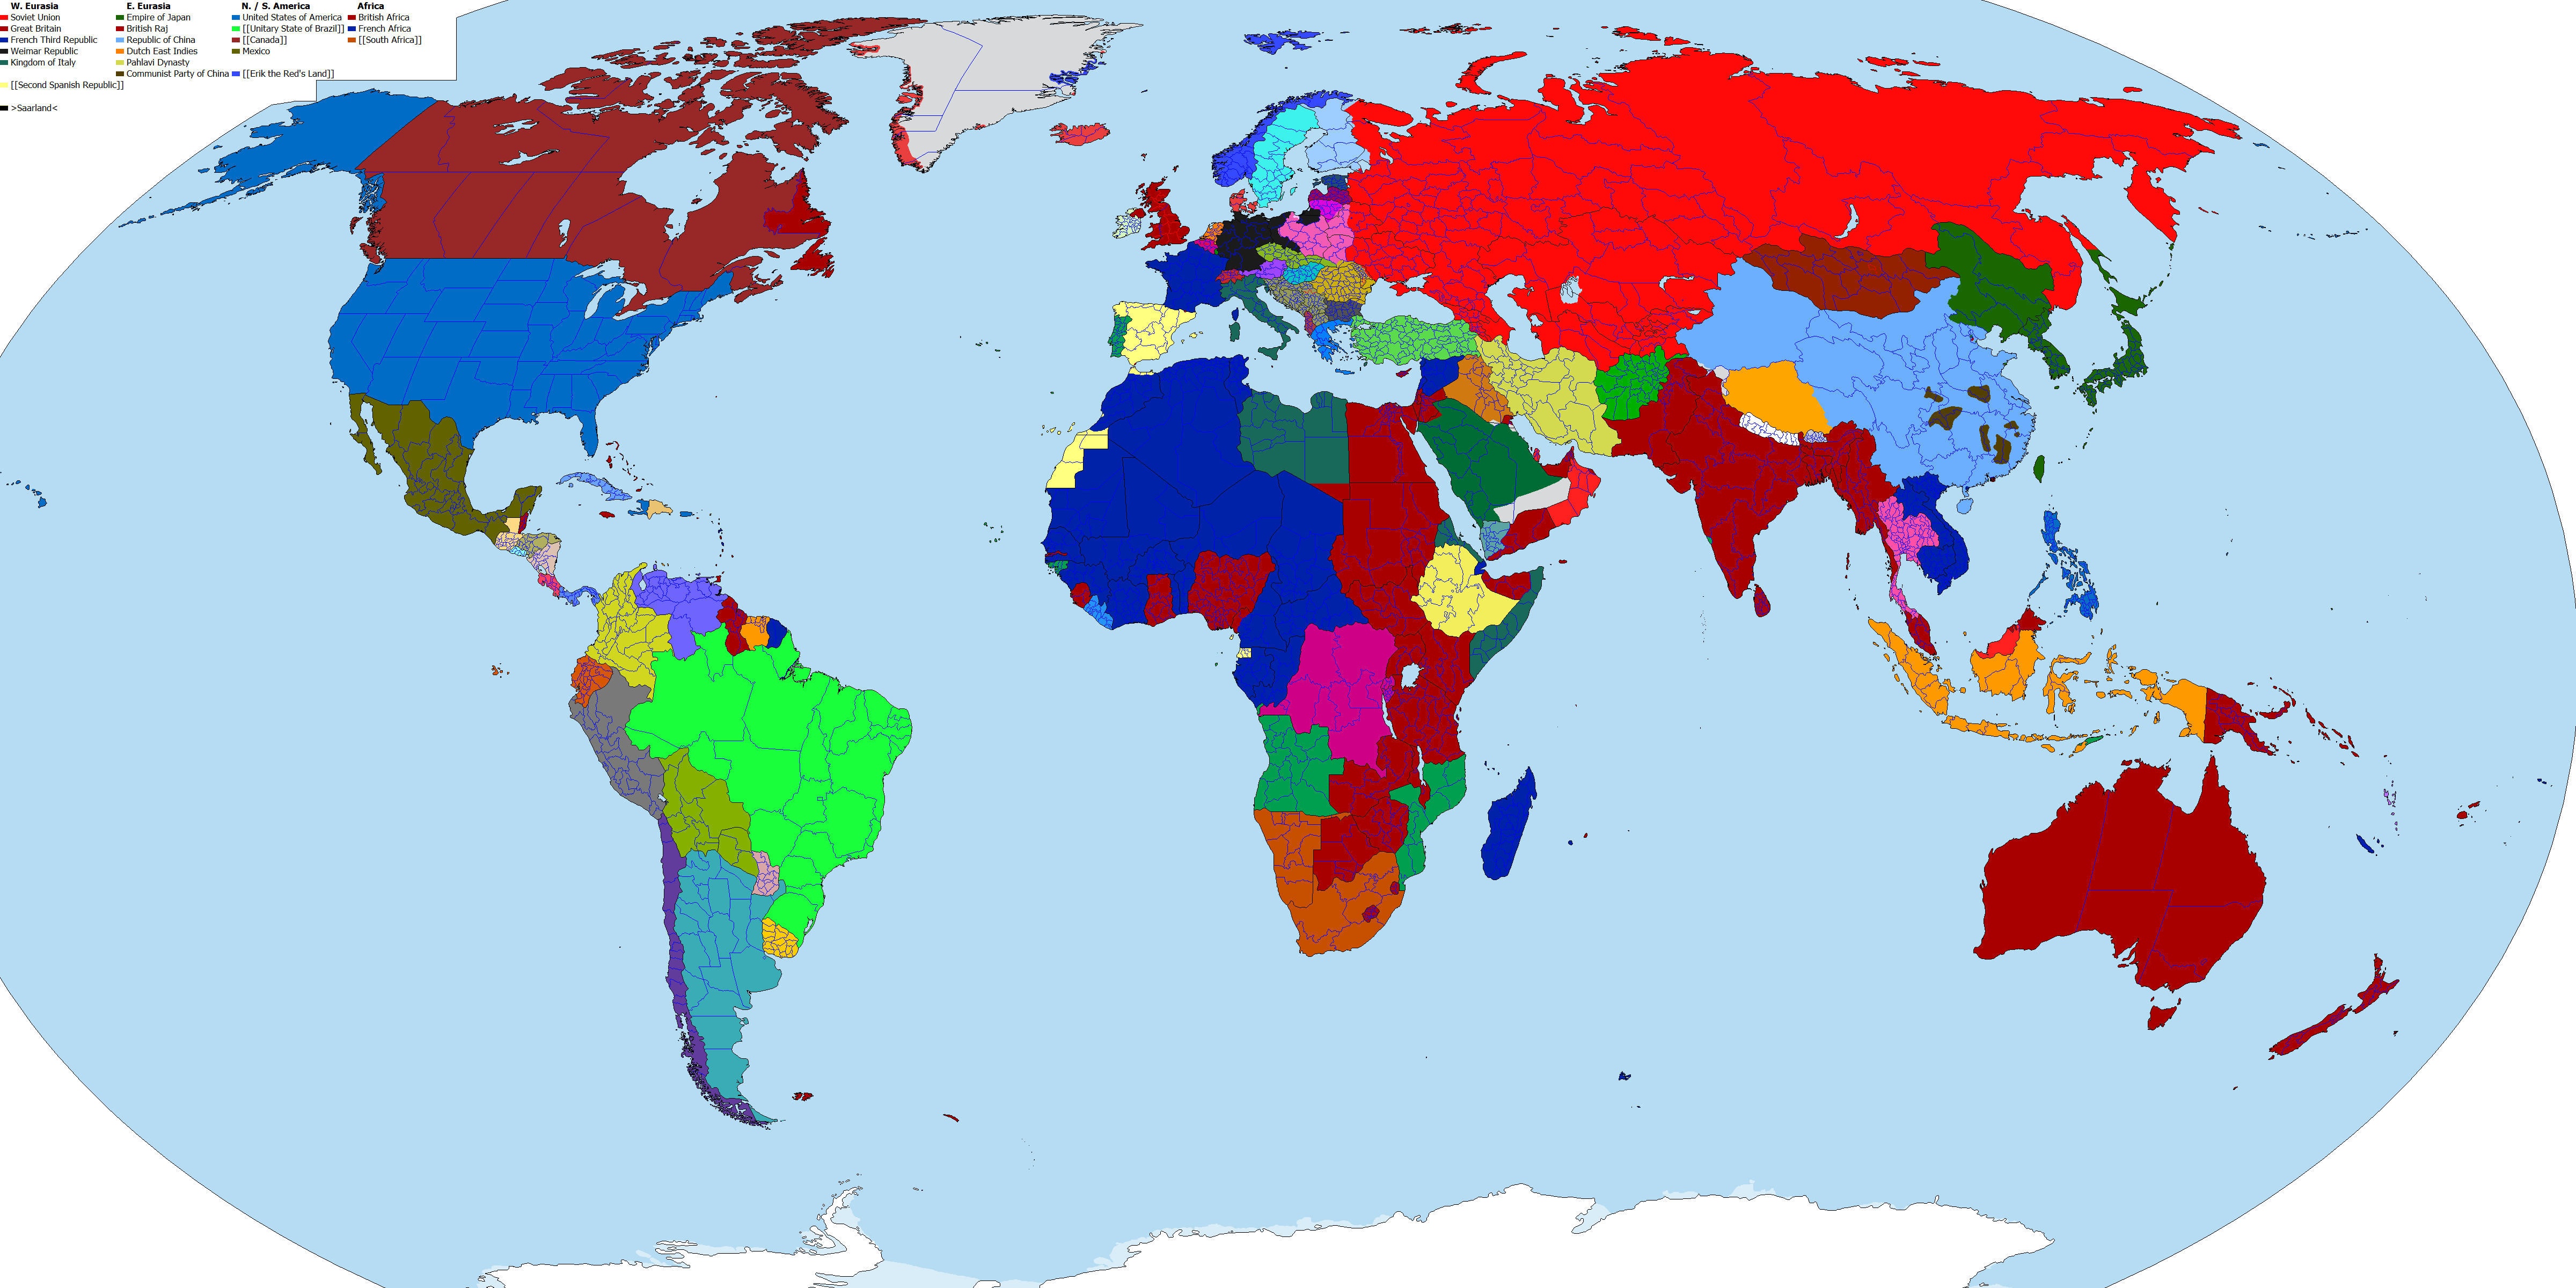 W. Eurasia E. Eurasia N. / S. America Africa
Soviet Union Empire of Japan United States of America British Africa
Great Britain British Raj [[Unitary State of Brazil]] French Africa
French Third Republic Republic of China [[Canada]] [[South Africa]]
Weimar Republic Dutch East Indies Mexico
Kingdom of Italy Pahlavi Dynasty
Communist Party of China [[Erik the Red's Land]]
[[Second Spanish Republic]]
>Saarland<